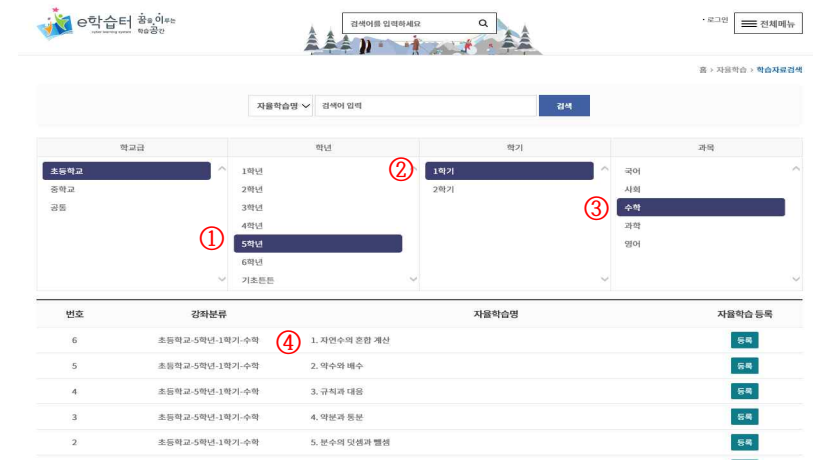 e학습터 꿈을 이루는
cyber learning system 학습공간
검색어를 입력하세요
· 로그인 전체메뉴
홈 › 자율학습 › 학습자료검색
자율학습명 검색어 입력 검색
학교급 학년 학기 과목
초등학교 1학년 ② 1학기 국어
중학교 2학년 2학기 사회
공통 3학년 ③ 수학
4학년 과학
① 5학년 영어
6학년
기초튼튼
번호 강좌분류 자율학습명 자율학습 등록
6 초등학교-5학년-1학기-수학 ④ 1. 자연수의 혼합 계산 등록
5 초등학교-5학년-1학기-수학 2. 약수와 배수 등록
4 초등학교-5학년-1학기-수학 3. 규칙과 대응 등록
3 초등학교-5학년-1학기-수학 4. 약분과 통분 등록
2 초등학교-5학년-1학기-수학 5. 분수의 덧셈과 뺄셈 등록